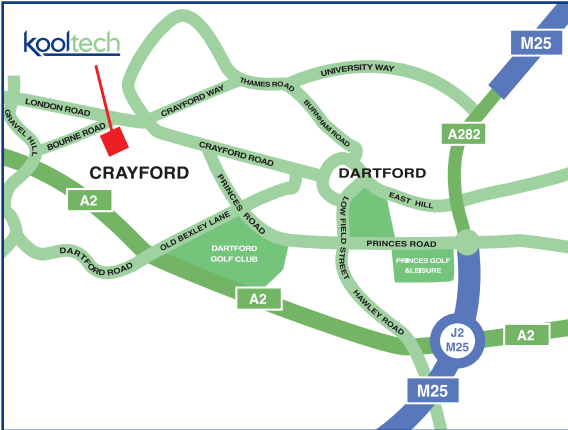 kooltech
M25
UNIVERSITY WAY
THAMES ROAD
CRAYFORD WAY
LONDON ROAD
BURNHAM ROAD
GRAVEL HILL
BOURNE ROAD
A282
CRAYFORD ROAD
CRAYFORD
DARTFORD
A2
PRINCES ROAD
EAST HILL
LOW FIELD STREET
OLD BEXLEY LANE
DARTFORD ROAD
DARTFORD
GOLF CLUB
PRINCES ROAD
PRINCES GOLF
&LEISURE
A2
HAWLEY ROAD
J2
M25
A2
M25